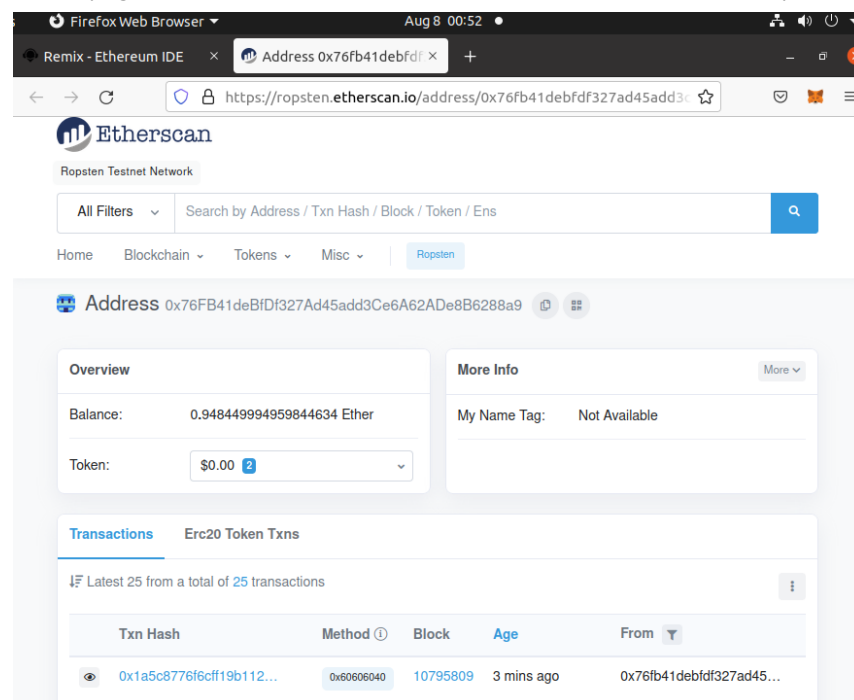 Firefox Web Browser Aug 8 00:52
Remix - Ethereum IDE × Address 0x76fb41debfdf × +
https://ropsten.etherscan.io/address/0x76fb41debfdf327ad45add3c
Etherscan
Ropsten Testnet Network
All Filters Search by Address / Txn Hash / Block / Token / Ens
Home Blockchain Tokens Misc Ropsten
Address 0x76FB41deBfDf327Ad45add3Ce6A62ADe8B6288a9
Overview More Info More
Balance: 0.948449994959844634 Ether My Name Tag: Not Available
Token: $0.00 2
Transactions Erc20 Token Txns
Latest 25 from a total of 25 transactions
Txn Hash Method Block Age From
0x1a5c8776f6cff19b112... 0x60606040 10795809 3 mins ago 0x76fb41debfdf327ad45...